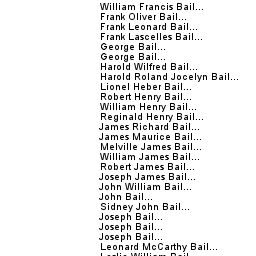 William Francis Bail...
Frank Oliver Bail...
Frank Leonard Bail...
Frank Lascelles Bail...
George Bail...
George Bail...
Harold Wilfred Bail...
Harold Roland Jocelyn Bail...
Lionel Heber Bail...
Robert Henry Bail...
William Henry Bail...
Reginald Henry Bail...
James Richard Bail...
James Maurice Bail...
Melville James Bail...
William James Bail...
Robert James Bail...
Joseph James Bail...
John William Bail...
John Bail...
Sidney John Bail...
Joseph Bail...
Joseph Bail...
Joseph Bail...
Leonard McCarthy Bail...
Leslie William Bail